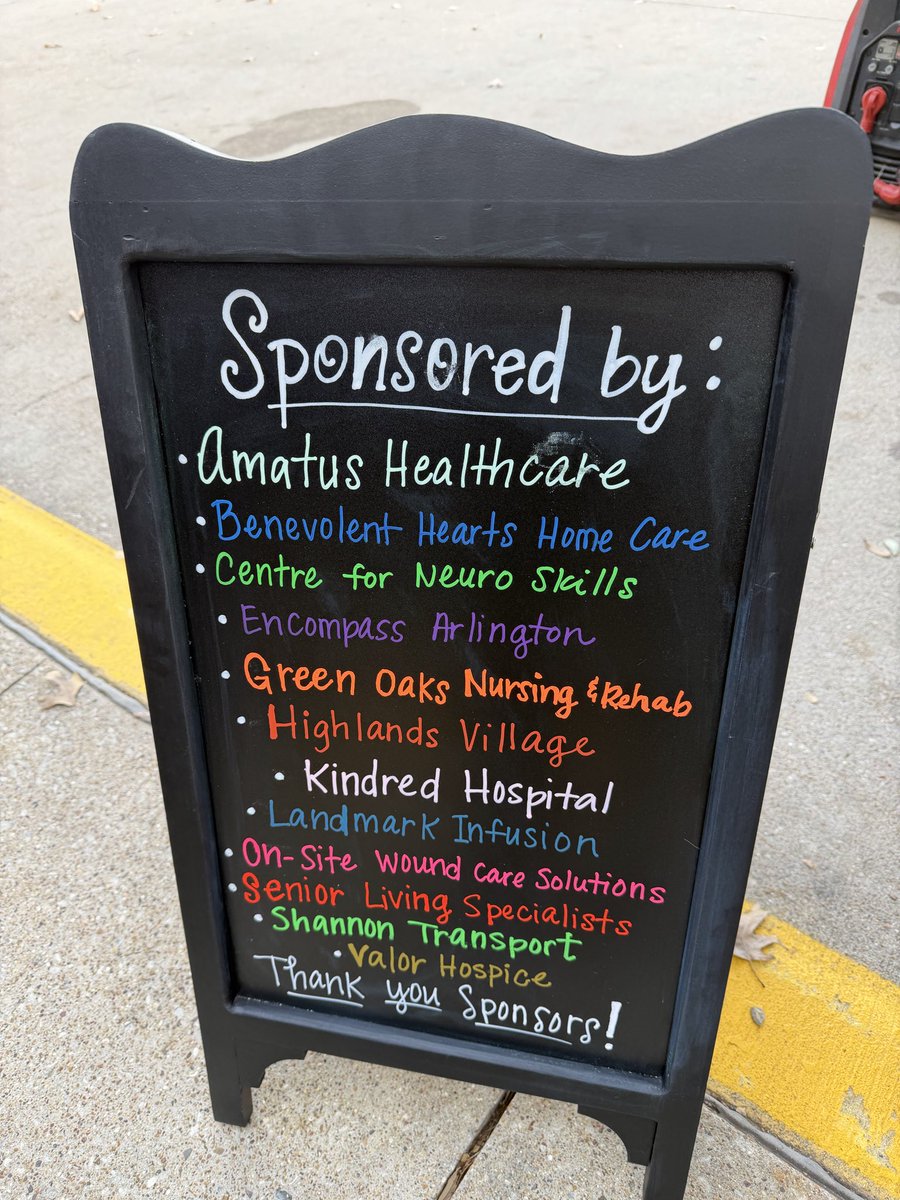 Sponsored by:
• Amatus Healthcare
• Benevolent Hearts Home Care
• Centre for Neuro Skills
• Encompass Arlington
• Green Oaks Nursing & Rehab
• Highlands Village
• Kindred Hospital
• Landmark Infusion
• On-Site Wound Care Solutions
• Senior Living Specialists
• Shannon Transport
• Valor Hospice
Thank you Sponsors!